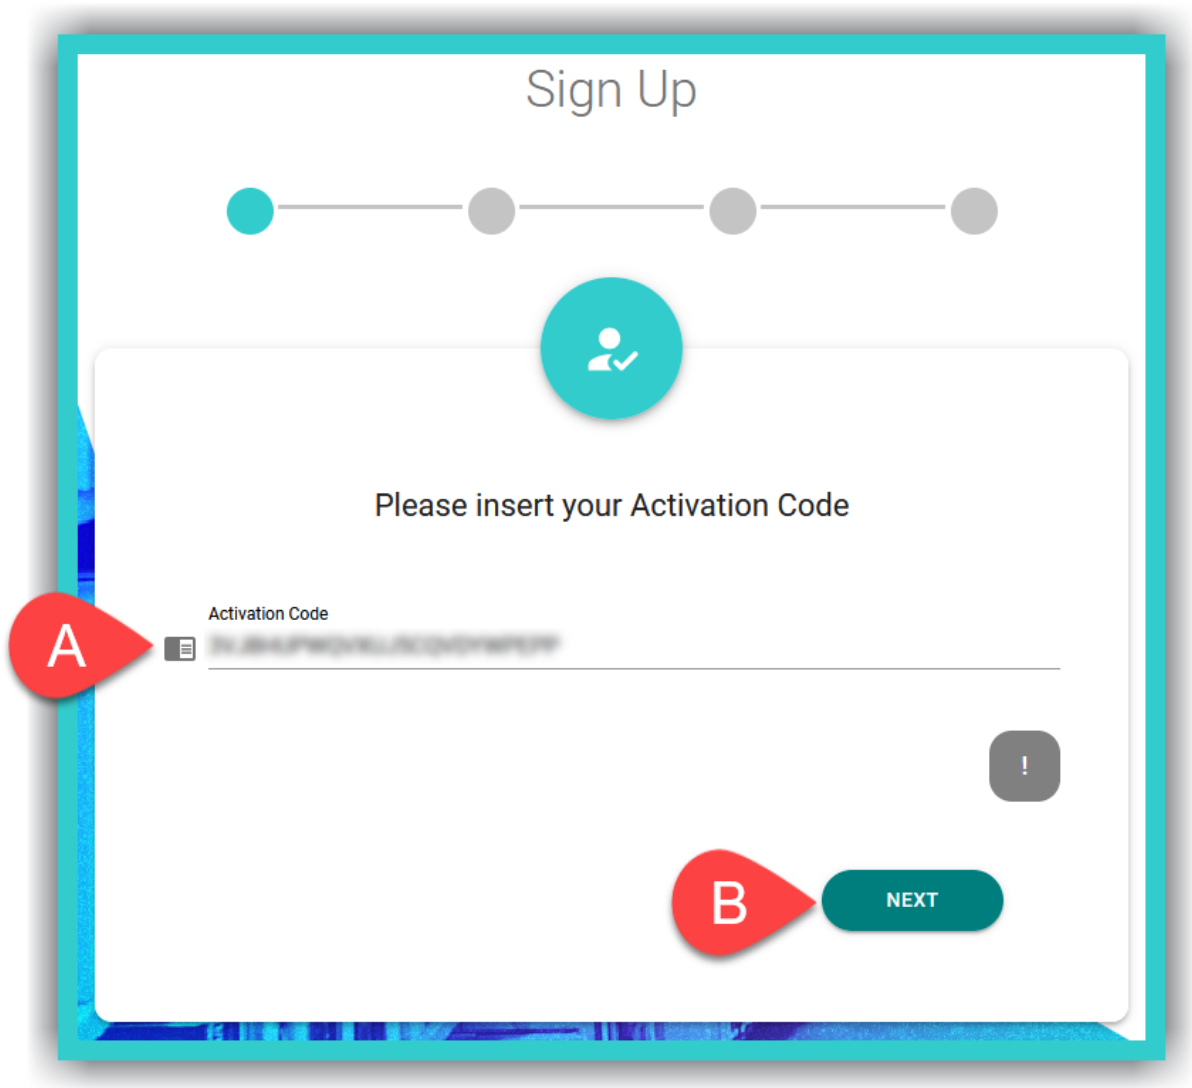 Sign Up
Please insert your Activation Code
Activation Code
A
!
B
NEXT